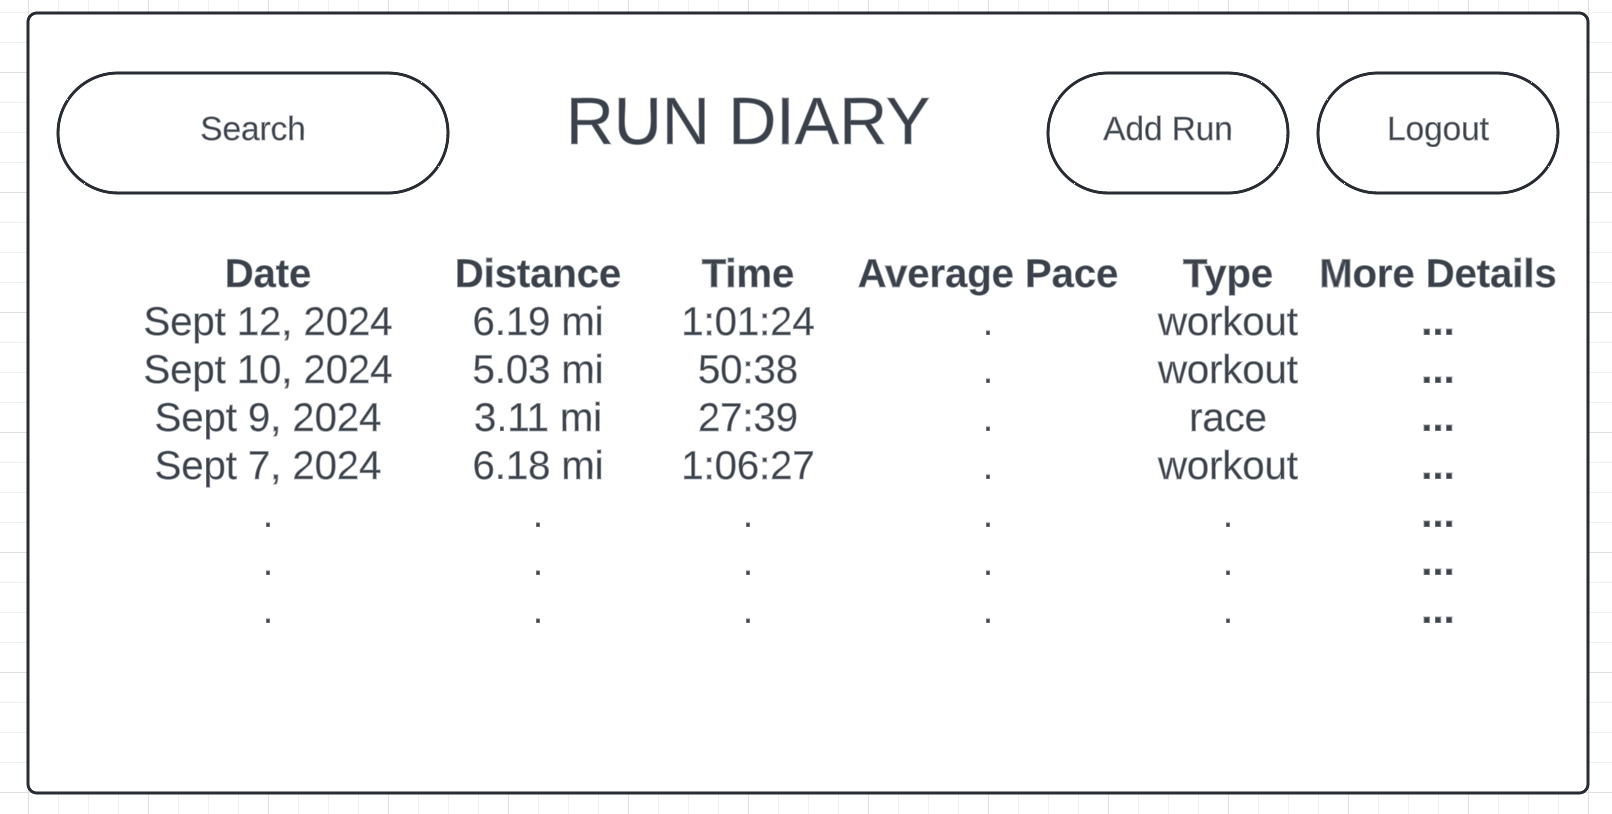 Search RUN DIARY Add Run Logout
Date Distance Time Average Pace Type More Details
Sept 12, 2024 6.19 mi 1:01:24 . workout ...
Sept 10, 2024 5.03 mi 50:38 . workout ...
Sept 9, 2024 3.11 mi 27:39 . race ...
Sept 7, 2024 6.18 mi 1:06:27 . workout ...
. . . . . ...
. . . . . ...
. . . . . ...